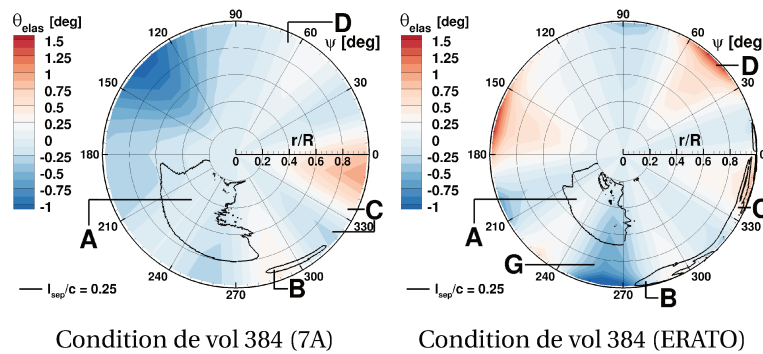 θelas [deg]
1.5
1.25
1
0.75
0.5
0.25
0
-0.25
-0.5
-0.75
-1
90
120
60
150
30
180
0
210
330
240
300
270
ψ [deg]
r/R
0 0.2 0.4 0.6 0.8
A
B
C
D
lsep/c = 0.25
Condition de vol 384 (7A)
θelas [deg]
1.5
1.25
1
0.75
0.5
0.25
0
-0.25
-0.5
-0.75
-1
90
120
60
150
30
180
0
210
330
240
300
270
ψ [deg]
r/R
0 0.2 0.4 0.6 0.8
A
B
C
D
G
lsep/c = 0.25
Condition de vol 384 (ERATO)